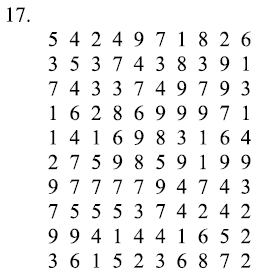 17.
5 4 2 4 9 7 1 8 2 6
3 5 3 7 4 3 8 3 9 1
7 4 3 3 7 4 9 7 9 3
1 6 2 8 6 9 9 9 7 1
1 4 1 6 9 8 3 1 6 4
2 7 5 9 8 5 9 1 9 9
9 7 7 7 7 9 4 7 4 3
7 5 5 5 3 7 4 2 4 2
9 9 4 1 4 4 1 6 5 2
3 6 1 5 2 3 6 8 7 2